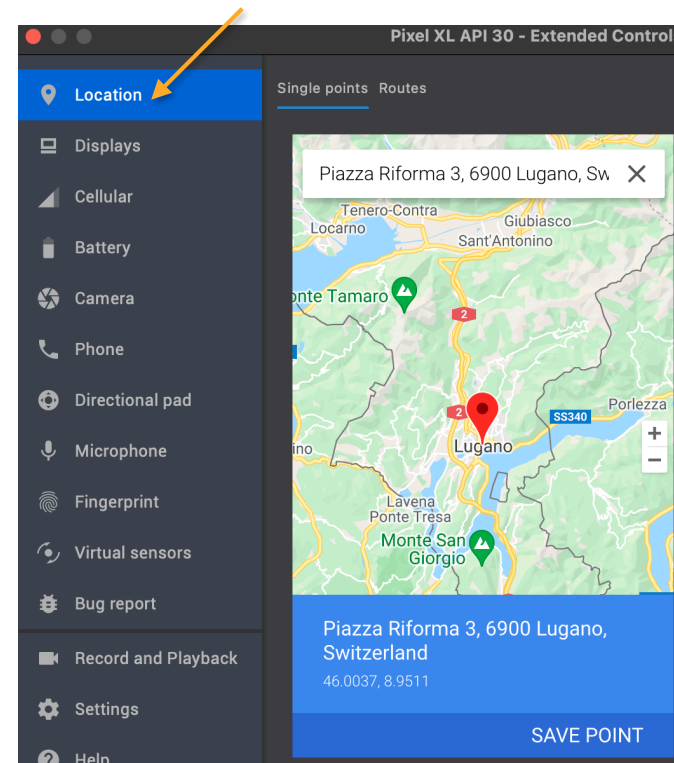 Pixel XL API 30 - Extended Control
Location
Displays
Cellular
Battery
Camera
Phone
Directional pad
Microphone
Fingerprint
Virtual sensors
Bug report
Record and Playback
Settings
Help
Single points Routes
Piazza Riforma 3, 6900 Lugano, Sw
Tenero-Contra
Locarno
Giubiasco
Sant'Antonino
onte Tamaro
2
2
SS340
Porlezza
+
Lugano
−
ino
Lavena
Ponte Tresa
Monte San
Giorgio
Piazza Riforma 3, 6900 Lugano,
Switzerland
46.0037, 8.9511
SAVE POINT